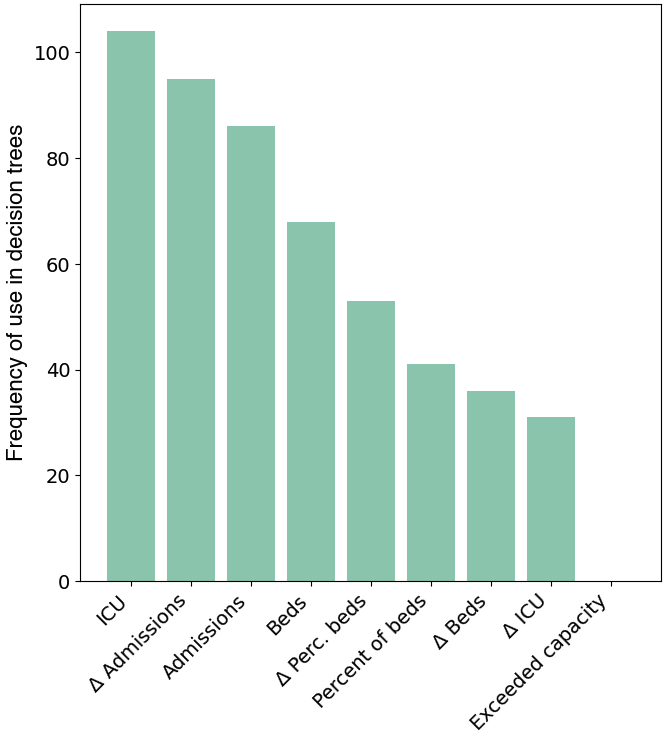 Frequency of use in decision trees
100
80
60
40
20
0
ICU
Δ Admissions
Admissions
Beds
Δ Perc. beds
Percent of beds
Δ Beds
Δ ICU
Exceeded capacity